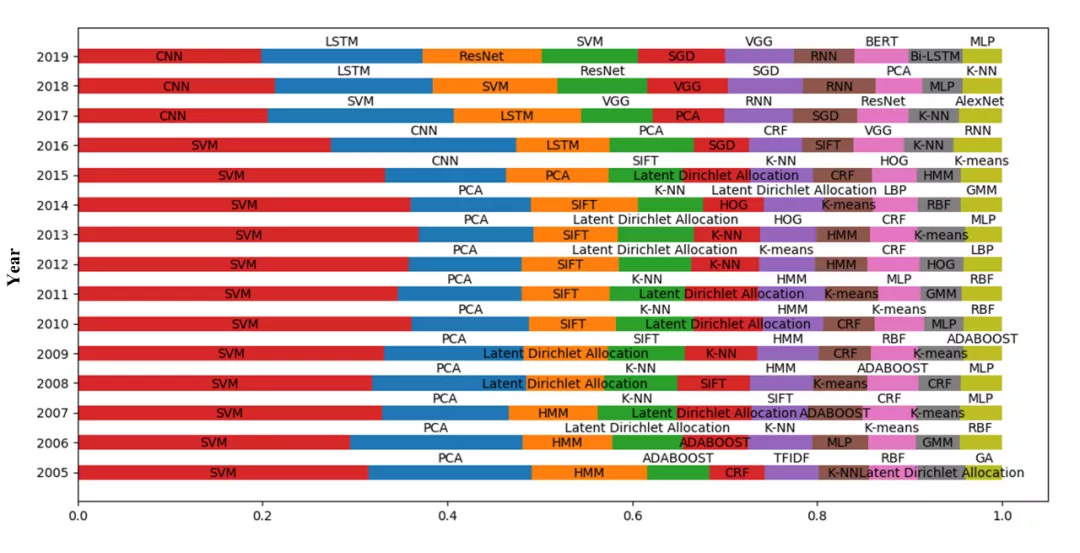 LSTM SVM VGG BERT MLP
2019 CNN ResNet SGD RNN Bi-LSTM
LSTM ResNet SGD PCA K-NN
2018 CNN SVM VGG RNN MLP
SVM VGG RNN ResNet AlexNet
2017 CNN LSTM PCA SGD K-NN
CNN PCA CRF VGG RNN
2016 SVM LSTM SGD SIFT K-NN
CNN SIFT K-NN HOG K-means
2015 SVM PCA Latent Dirichlet Allocation CRF HMM
PCA K-NN Latent Dirichlet Allocation LBP GMM
2014 SVM SIFT HOG K-means RBF
PCA Latent Dirichlet Allocation HOG CRF MLP
2013 SVM SIFT K-NN HMM K-means
PCA Latent Dirichlet Allocation K-means CRF LBP
2012 SVM SIFT K-NN HMM HOG
Year
PCA K-NN HMM MLP RBF
2011 SVM SIFT Latent Dirichlet Allocation K-means GMM
PCA K-NN HMM K-means RBF
2010 SVM SIFT Latent Dirichlet Allocation CRF MLP
PCA SIFT HMM RBF ADABOOST
2009 SVM Latent Dirichlet Allocation K-NN CRF K-means
PCA K-NN HMM ADABOOST MLP
2008 SVM Latent Dirichlet Allocation SIFT K-means CRF
PCA K-NN SIFT CRF MLP
2007 SVM HMM Latent Dirichlet Allocation ADABOOST K-means
PCA Latent Dirichlet Allocation K-NN K-means RBF
2006 SVM HMM ADABOOST MLP GMM
PCA ADABOOST TFIDF RBF GA
2005 SVM HMM CRF K-NN Latent Dirichlet Allocation
0.0 0.2 0.4 0.6 0.8 1.0